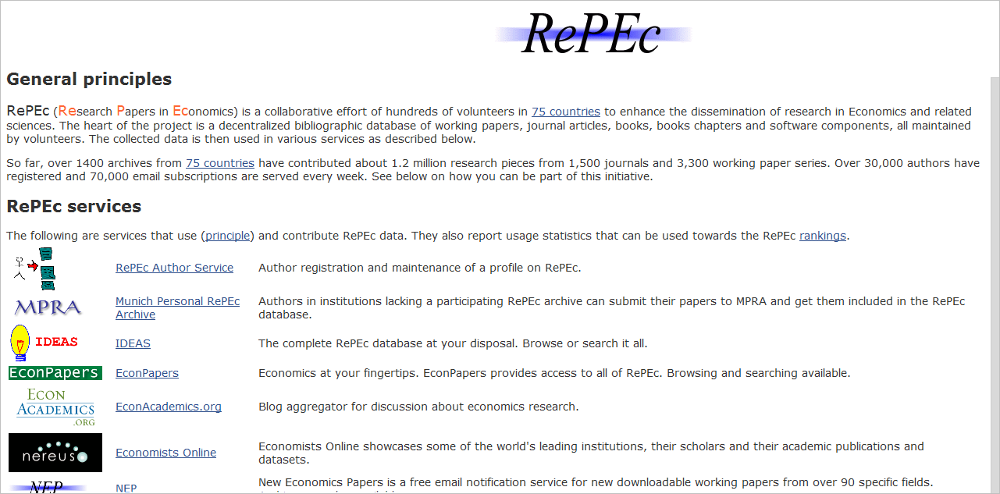 RePEc
General principles
RePEc (Research Papers in Economics) is a collaborative effort of hundreds of volunteers in 75 countries to enhance the dissemination of research in Economics and related
sciences. The heart of the project is a decentralized bibliographic database of working papers, journal articles, books, books chapters and software components, all maintained
by volunteers. The collected data is then used in various services as described below.
So far, over 1400 archives from 75 countries have contributed about 1.2 million research pieces from 1,500 journals and 3,300 working paper series. Over 30,000 authors have
registered and 70,000 email subscriptions are served every week. See below on how you can be part of this initiative.
RePEc services
The following are services that use (principle) and contribute RePEc data. They also report usage statistics that can be used towards the RePEc rankings.
RePEc Author Service
Author registration and maintenance of a profile on RePEc.
MPRA
Munich Personal RePEc
Archive
Authors in institutions lacking a participating RePEc archive can submit their papers to MPRA and get them included in the RePEc
database.
IDEAS
IDEAS
The complete RePEc database at your disposal. Browse or search it all.
EconPapers
EconPapers
Economics at your fingertips. EconPapers provides access to all of RePEc. Browsing and searching available.
ECON
ACADEMICS
.ORG
EconAcademics.org
Blog aggregator for discussion about economics research.
nereus
Economists Online
Economists Online showcases some of the world's leading institutions, their scholars and their academic publications and
datasets.
NEP
NEP
New Economics Papers is a free email notification service for new downloadable working papers from over 90 specific fields.